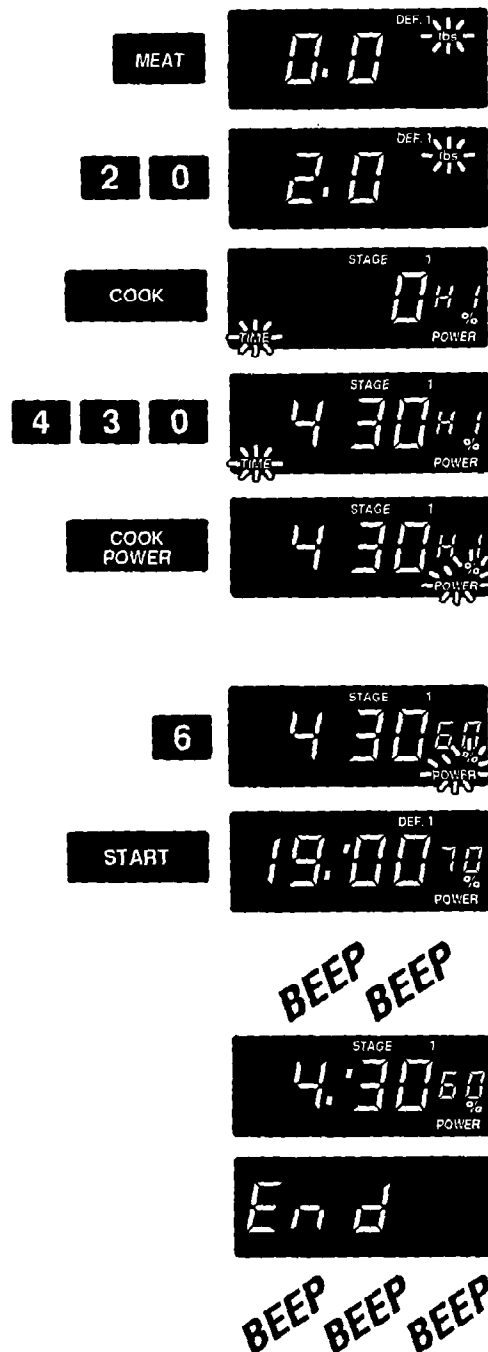 DEF. 1
MEAT 0.0 lbs
DEF. 1
2 0 2.0 lbs
STAGE 1
COOK 0 HI %
TIME POWER
STAGE 1
4 3 0 4 30 HI %
TIME POWER
STAGE 1
COOK
POWER 4 30 HI %
POWER
STAGE 1
6 4 30 60 %
POWER
DEF. 1
START 19:00 70 %
POWER
BEEP BEEP
STAGE 1
4:30 60 %
POWER
End
BEEP BEEP BEEP